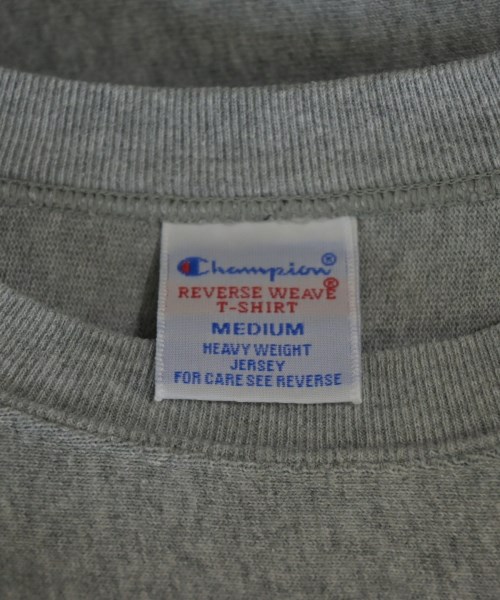 Champion®
REVERSE WEAVE®
T-SHIRT
MEDIUM
HEAVY WEIGHT
JERSEY
FOR CARE SEE REVERSE